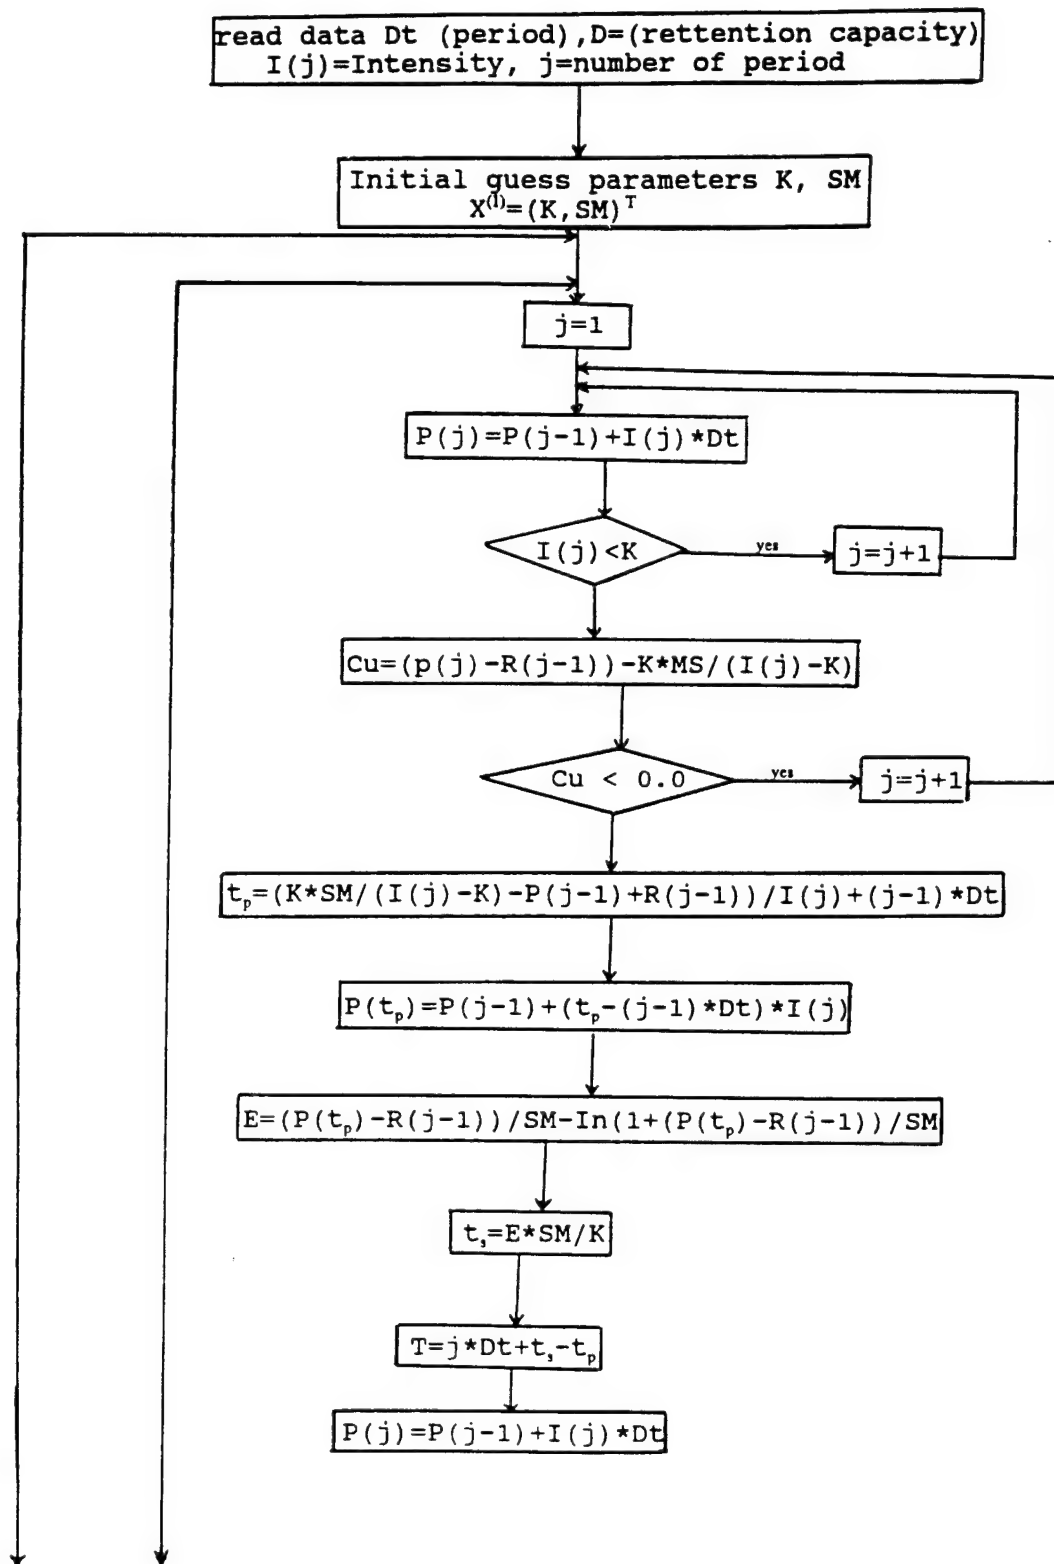 read data Dt (period),D=(rettention capacity)
I(j)=Intensity, j=number of period
Initial guess parameters K, SM
X⁽¹⁾=(K,SM)ᵀ
j=1
P(j)=P(j-1)+I(j)*Dt
I(j)<K
yes
j=j+1
Cu=(p(j)-R(j-1))-K*MS/(I(j)-K)
Cu < 0.0
yes
j=j+1
tₚ=(K*SM/(I(j)-K)-P(j-1)+R(j-1))/I(j)+(j-1)*Dt
P(tₚ)=P(j-1)+(tₚ-(j-1)*Dt)*I(j)
E=(P(tₚ)-R(j-1))/SM-In(1+(P(tₚ)-R(j-1))/SM
tₛ=E*SM/K
T=j*Dt+tₛ-tₚ
P(j)=P(j-1)+I(j)*Dt